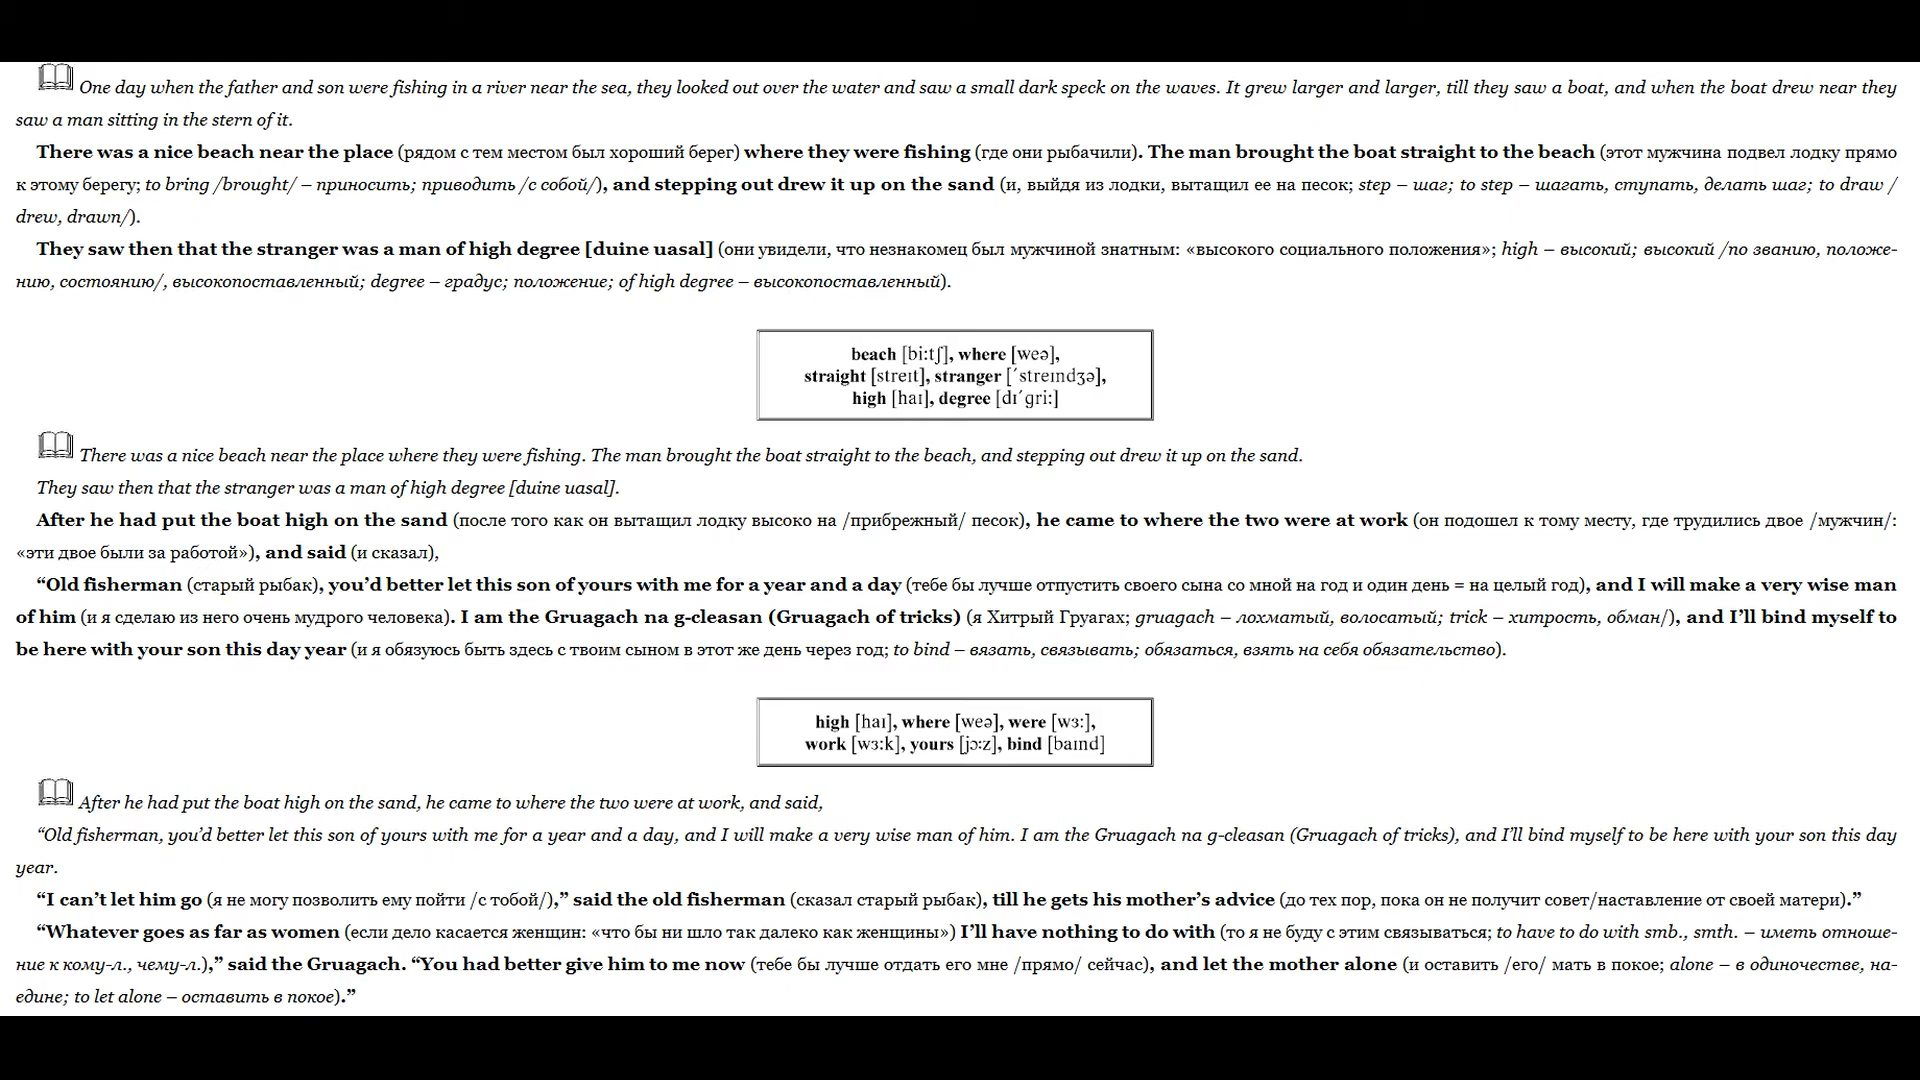 One day when the father and son were fishing in a river near the sea, they looked out over the water and saw a small dark speck on the waves. It grew larger and larger, till they saw a boat, and when the boat drew near they
saw a man sitting in the stern of it.
There was a nice beach near the place (рядом с тем местом был хороший берег) where they were fishing (где они рыбачили). The man brought the boat straight to the beach (этот мужчина подвел лодку прямо
к этому берегу; to bring /brought/ – приносить; приводить /с собой/), and stepping out drew it up on the sand (и, выйдя из лодки, вытащил ее на песок; step – шаг; to step – шагать, ступать, делать шаг; to draw /
drew, drawn/).
They saw then that the stranger was a man of high degree [duine uasal] (они увидели, что незнакомец был мужчиной знатным: «высокого социального положения»; high – высокий; высокий /по званию, положе-
нию, состоянию/, высокопоставленный; degree – градус; положение; of high degree – высокопоставленный).
beach [bi:tʃ], where [weə],
straight [streɪt], stranger [´streɪndʒə],
high [haɪ], degree [dɪ´ɡri:]
There was a nice beach near the place where they were fishing. The man brought the boat straight to the beach, and stepping out drew it up on the sand.
They saw then that the stranger was a man of high degree [duine uasal].
After he had put the boat high on the sand (после того как он вытащил лодку высоко на /прибрежный/ песок), he came to where the two were at work (он подошел к тому месту, где трудились двое /мужчин/:
«эти двое были за работой»), and said (и сказал),
“Old fisherman (старый рыбак), you’d better let this son of yours with me for a year and a day (тебе бы лучше отпустить своего сына со мной на год и один день = на целый год), and I will make a very wise man
of him (и я сделаю из него очень мудрого человека). I am the Gruagach na g-cleasan (Gruagach of tricks) (я Хитрый Груагах; gruagach – лохматый, волосатый; trick – хитрость, обман/), and I’ll bind myself to
be here with your son this day year (и я обязуюсь быть здесь с твоим сыном в этот же день через год; to bind – вязать, связывать; обязаться, взять на себя обязательство).
high [haɪ], where [weə], were [wɜ:],
work [wɜ:k], yours [jɔ:z], bind [baɪnd]
After he had put the boat high on the sand, he came to where the two were at work, and said,
“Old fisherman, you’d better let this son of yours with me for a year and a day, and I will make a very wise man of him. I am the Gruagach na g-cleasan (Gruagach of tricks), and I’ll bind myself to be here with your son this day
year.
“I can’t let him go (я не могу позволить ему пойти /с тобой/),” said the old fisherman (сказал старый рыбак), till he gets his mother’s advice (до тех пор, пока он не получит совет/наставление от своей матери).”
“Whatever goes as far as women (если дело касается женщин: «что бы ни шло так далеко как женщины») I’ll have nothing to do with (то я не буду с этим связываться; to have to do with smb., smth. – иметь отноше-
ние к кому-л., чему-л.),” said the Gruagach. “You had better give him to me now (тебе бы лучше отдать его мне /прямо/ сейчас), and let the mother alone (и оставить /его/ мать в покое; alone – в одиночестве, на-
едине; to let alone – оставить в покое).”